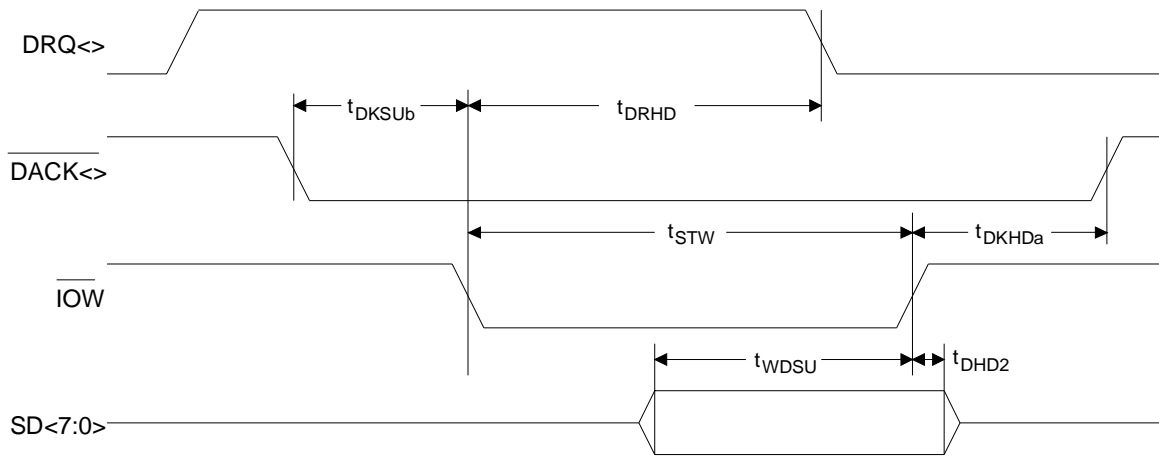 DRQ<>
tDKSUb
tDRHD
DACK<>
tSTW
tDKHDa
IOW
tWDSU
tDHD2
SD<7:0>